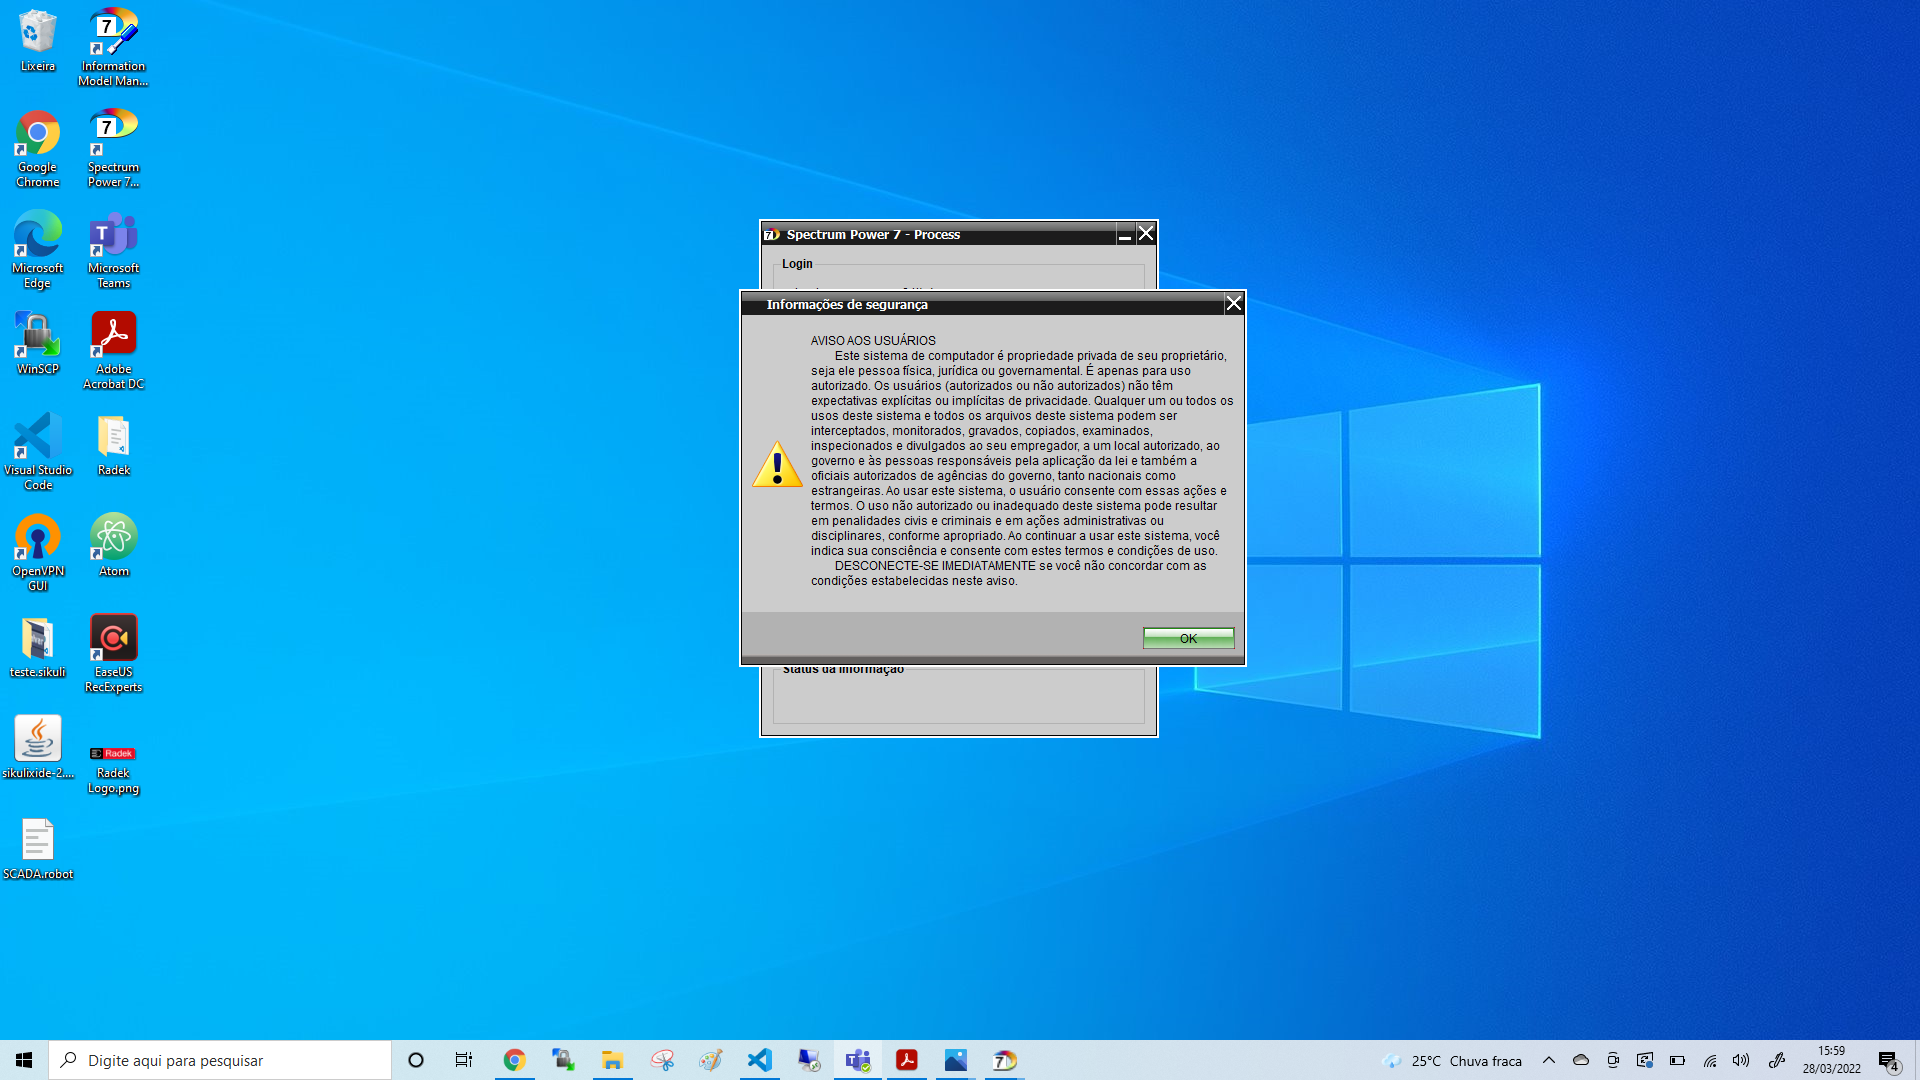 Lixeira
Information
Model Man...
Google
Chrome
Spectrum
Power 7...
Microsoft
Edge
Microsoft
Teams
WinSCP
Adobe
Acrobat DC
Visual Studio
Code
Radek
OpenVPN
GUI
Atom
teste.sikuli
EaseUS
RecExperts
sikulixide-2....
Radek
Radek
Logo.png
SCADA.robot
Spectrum Power 7 - Process
Login
Informações de segurança
AVISO AOS USUÁRIOS
Este sistema de computador é propriedade privada de seu proprietário,
seja ele pessoa física, jurídica ou governamental. É apenas para uso
autorizado. Os usuários (autorizados ou não autorizados) não têm
expectativas explícitas ou implícitas de privacidade. Qualquer um ou todos os
usos deste sistema e todos os arquivos deste sistema podem ser
interceptados, monitorados, gravados, copiados, examinados,
inspecionados e divulgados ao seu empregador, a um local autorizado, ao
governo e às pessoas responsáveis pela aplicação da lei e também a
oficiais autorizados de agências do governo, tanto nacionais como
estrangeiras. Ao usar este sistema, o usuário consente com essas ações e
termos. O uso não autorizado ou inadequado deste sistema pode resultar
em penalidades civis e criminais e em ações administrativas ou
disciplinares, conforme apropriado. Ao continuar a usar este sistema, você
indica sua consciência e consente com estes termos e condições de uso.
DESCONECTE-SE IMEDIATAMENTE se você não concordar com as
condições estabelecidas neste aviso.
OK
Status da informação
Digite aqui para pesquisar
25°C Chuva fraca
15:59
28/03/2022
4